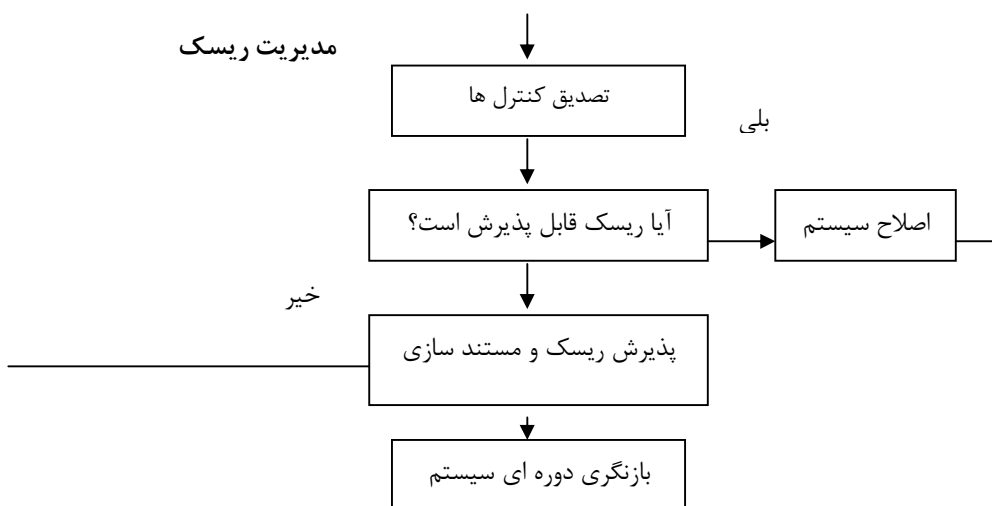 مدیریت ریسک
تصدیق کنترل ها
بلی
آیا ریسک قابل پذیرش است؟
اصلاح سیستم
خیر
پذیرش ریسک و مستند سازی
بازنگری دوره ای سیستم